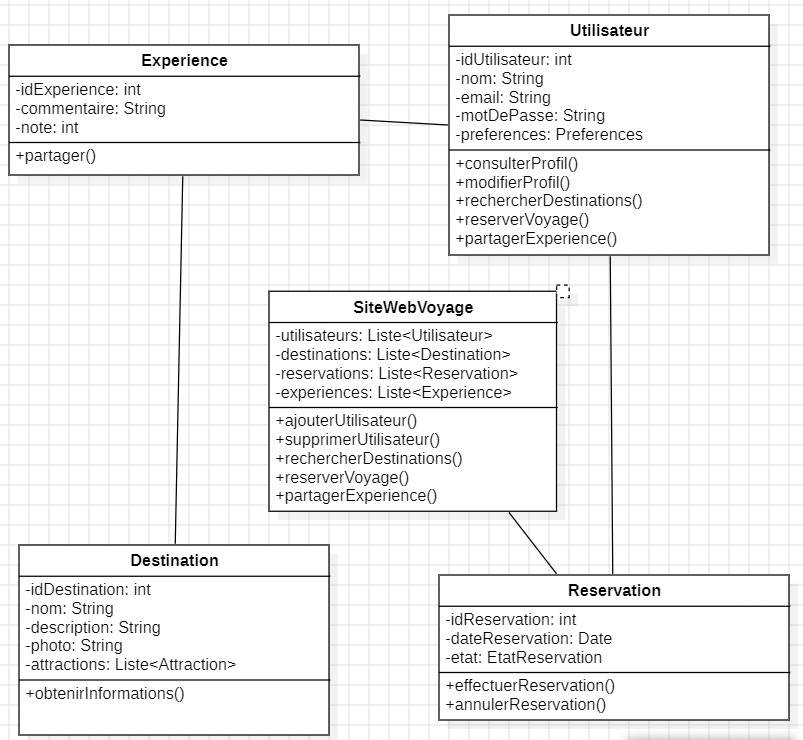 Experience
-idExperience: int
-commentaire: String
-note: int
+partager()
Utilisateur
-idUtilisateur: int
-nom: String
-email: String
-motDePasse: String
-preferences: Preferences
+consulterProfil()
+modifierProfil()
+rechercherDestinations()
+reserverVoyage()
+partagerExperience()
SiteWebVoyage
-utilisateurs: Liste<Utilisateur>
-destinations: Liste<Destination>
-reservations: Liste<Reservation>
-experiences: Liste<Experience>
+ajouterUtilisateur()
+supprimerUtilisateur()
+rechercherDestinations()
+reserverVoyage()
+partagerExperience()
Destination
-idDestination: int
-nom: String
-description: String
-photo: String
-attractions: Liste<Attraction>
+obtenirInformations()
Reservation
-idReservation: int
-dateReservation: Date
-etat: EtatReservation
+effectuerReservation()
+annulerReservation()